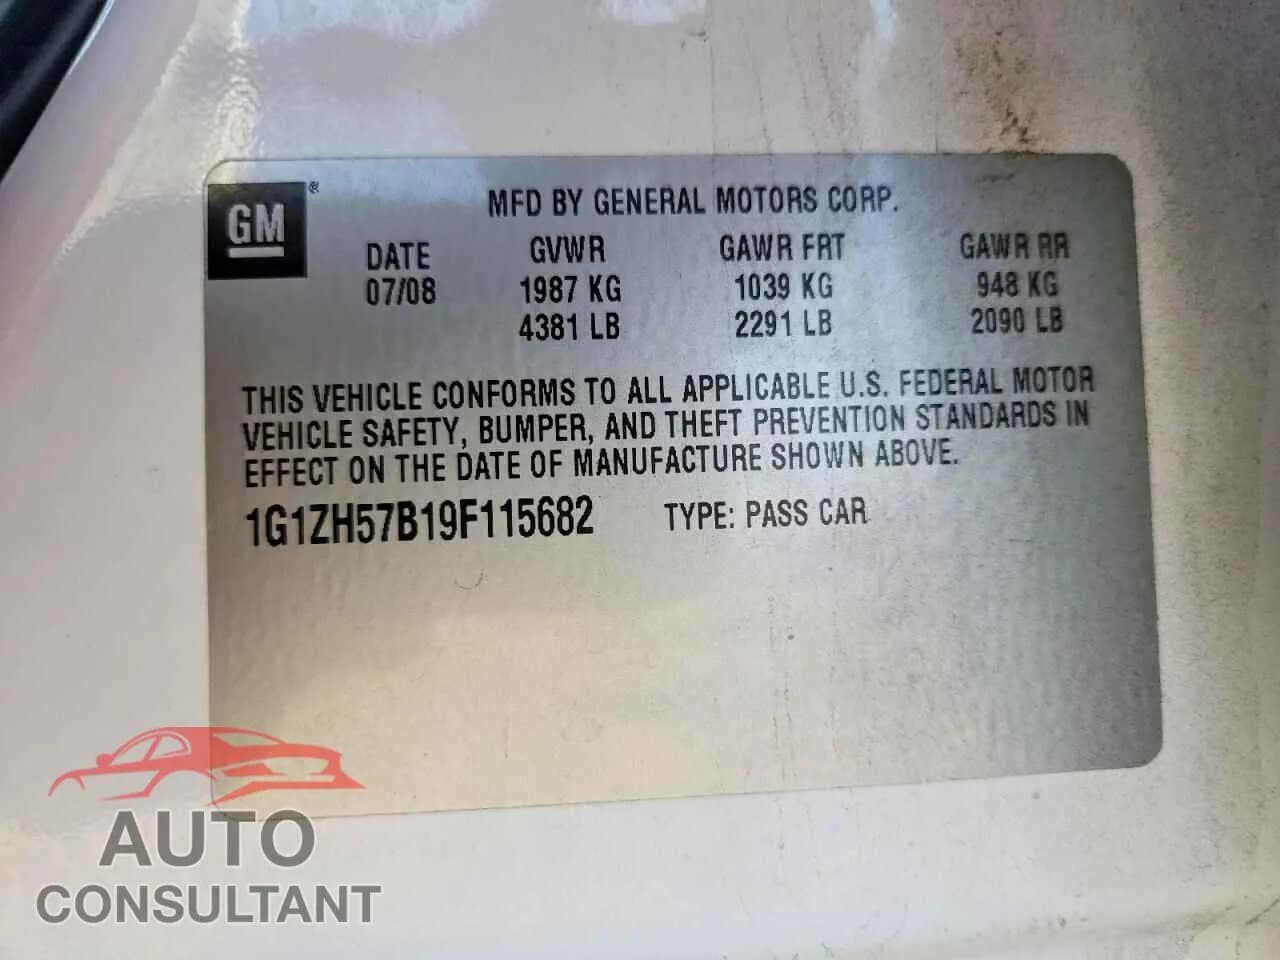 GM ®
MFD BY GENERAL MOTORS CORP.
DATE GVWR GAWR FRT GAWR RR
07/08 1987 KG 1039 KG 948 KG
4381 LB 2291 LB 2090 LB
THIS VEHICLE CONFORMS TO ALL APPLICABLE U.S. FEDERAL MOTOR
VEHICLE SAFETY, BUMPER, AND THEFT PREVENTION STANDARDS IN
EFFECT ON THE DATE OF MANUFACTURE SHOWN ABOVE.
1G1ZH57B19F115682 TYPE: PASS CAR
AUTO
CONSULTANT